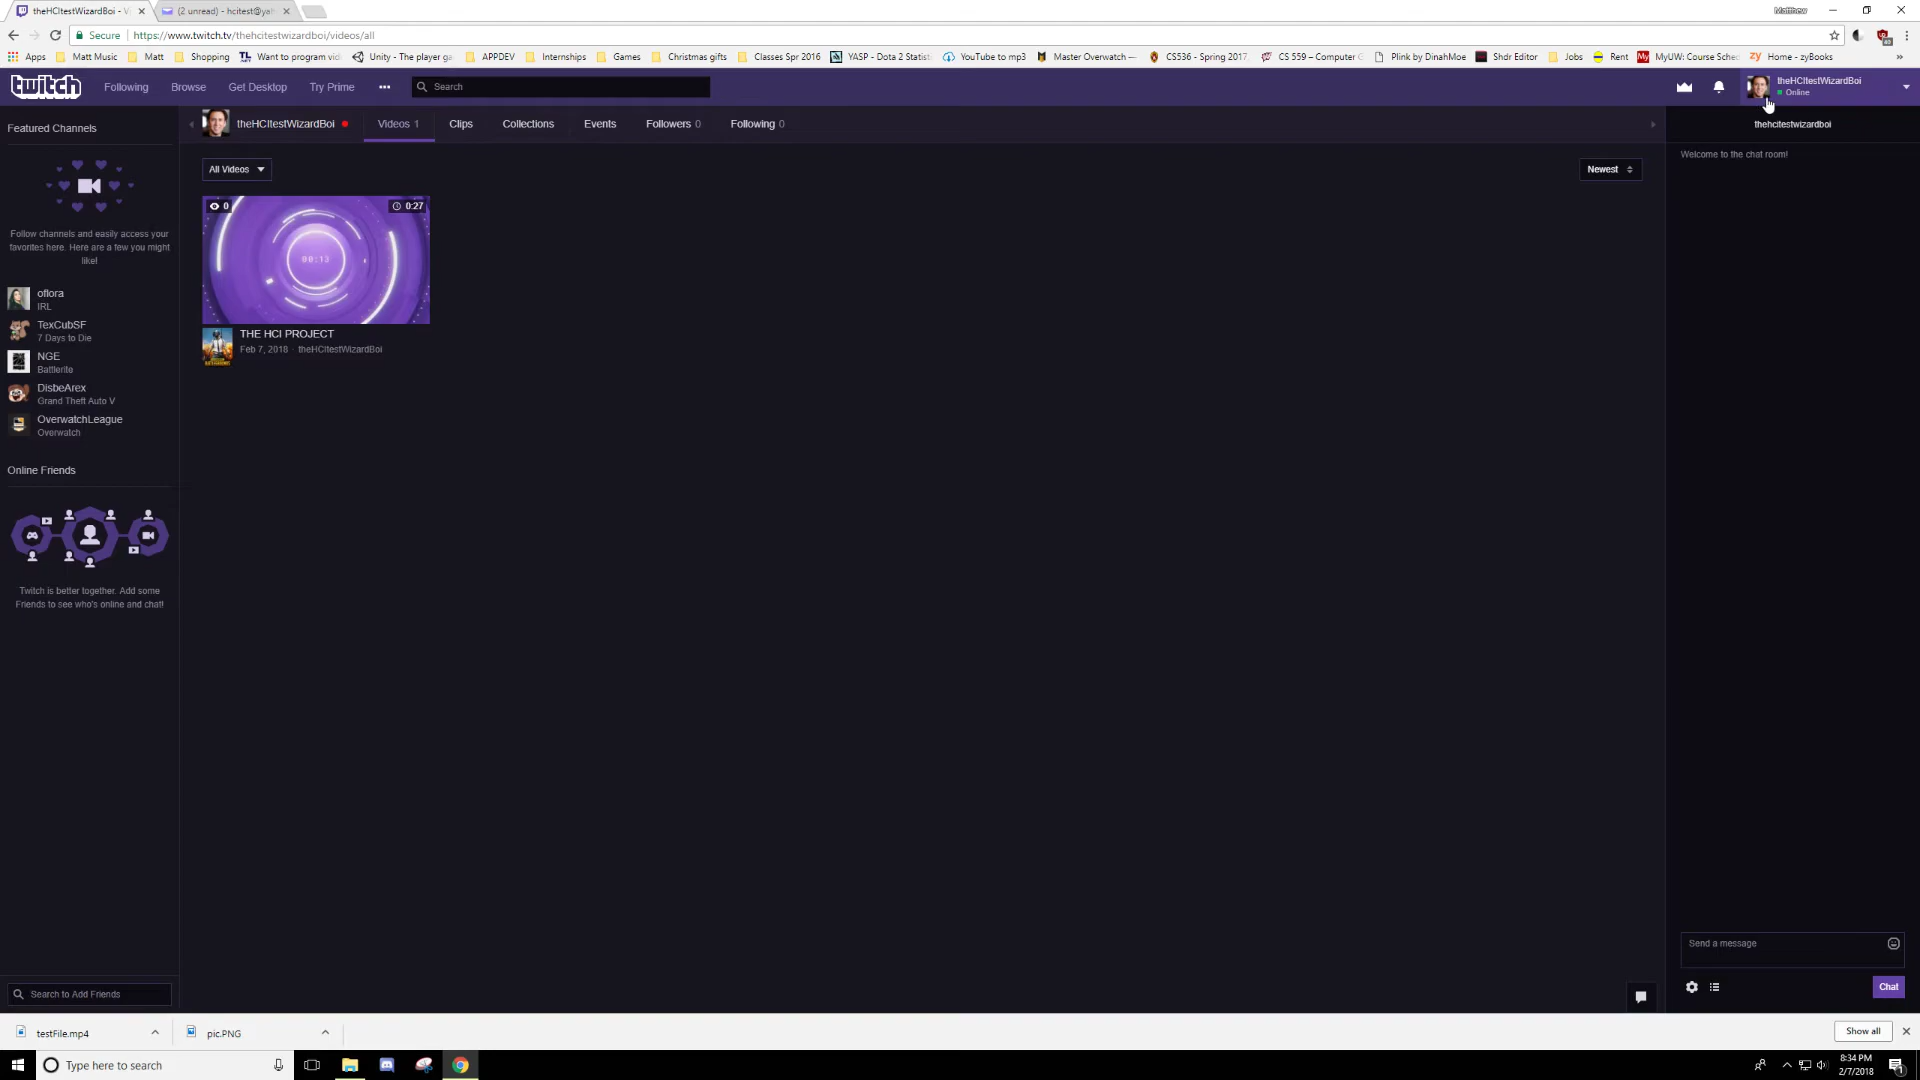 theHCItestWizardBoi - V
(2 unread) - hcitest@yah
Matthew
Secure
https://www.twitch.tv/thehcitestwizardboi/videos/all
Apps
Matt Music
Matt
Shopping
Want to program vid
Unity - The player ga
APPDEV
Internships
Games
Christmas gifts
Classes Spr 2016
YASP - Dota 2 Statist
YouTube to mp3
Master Overwatch —
CS536 - Spring 2017
CS 559 – Computer G
Plink by DinahMoe
Shdr Editor
Jobs
Rent
MyUW: Course Sched
Home - zyBooks
twitch
Following
Browse
Get Desktop
Try Prime
Search
theHCItestWizardBoi
Online
Featured Channels
theHCItestWizardBoi
Videos 1
Clips
Collections
Events
Followers 0
Following 0
thehcitestwizardboi
Welcome to the chat room!
All Videos
Newest
0
0:27
00:13
THE HCI PROJECT
Feb 7, 2018 · theHCItestWizardBoi
Follow channels and easily access your
favorites here. Here are a few you might
like!
oflora
IRL
TexCubSF
7 Days to Die
NGE
Battlerite
DisbeArex
Grand Theft Auto V
OverwatchLeague
Overwatch
Online Friends
Twitch is better together. Add some
Friends to see who's online and chat!
Search to Add Friends
Send a message
Chat
testFile.mp4
pic.PNG
Show all
Type here to search
8:34 PM
2/7/2018